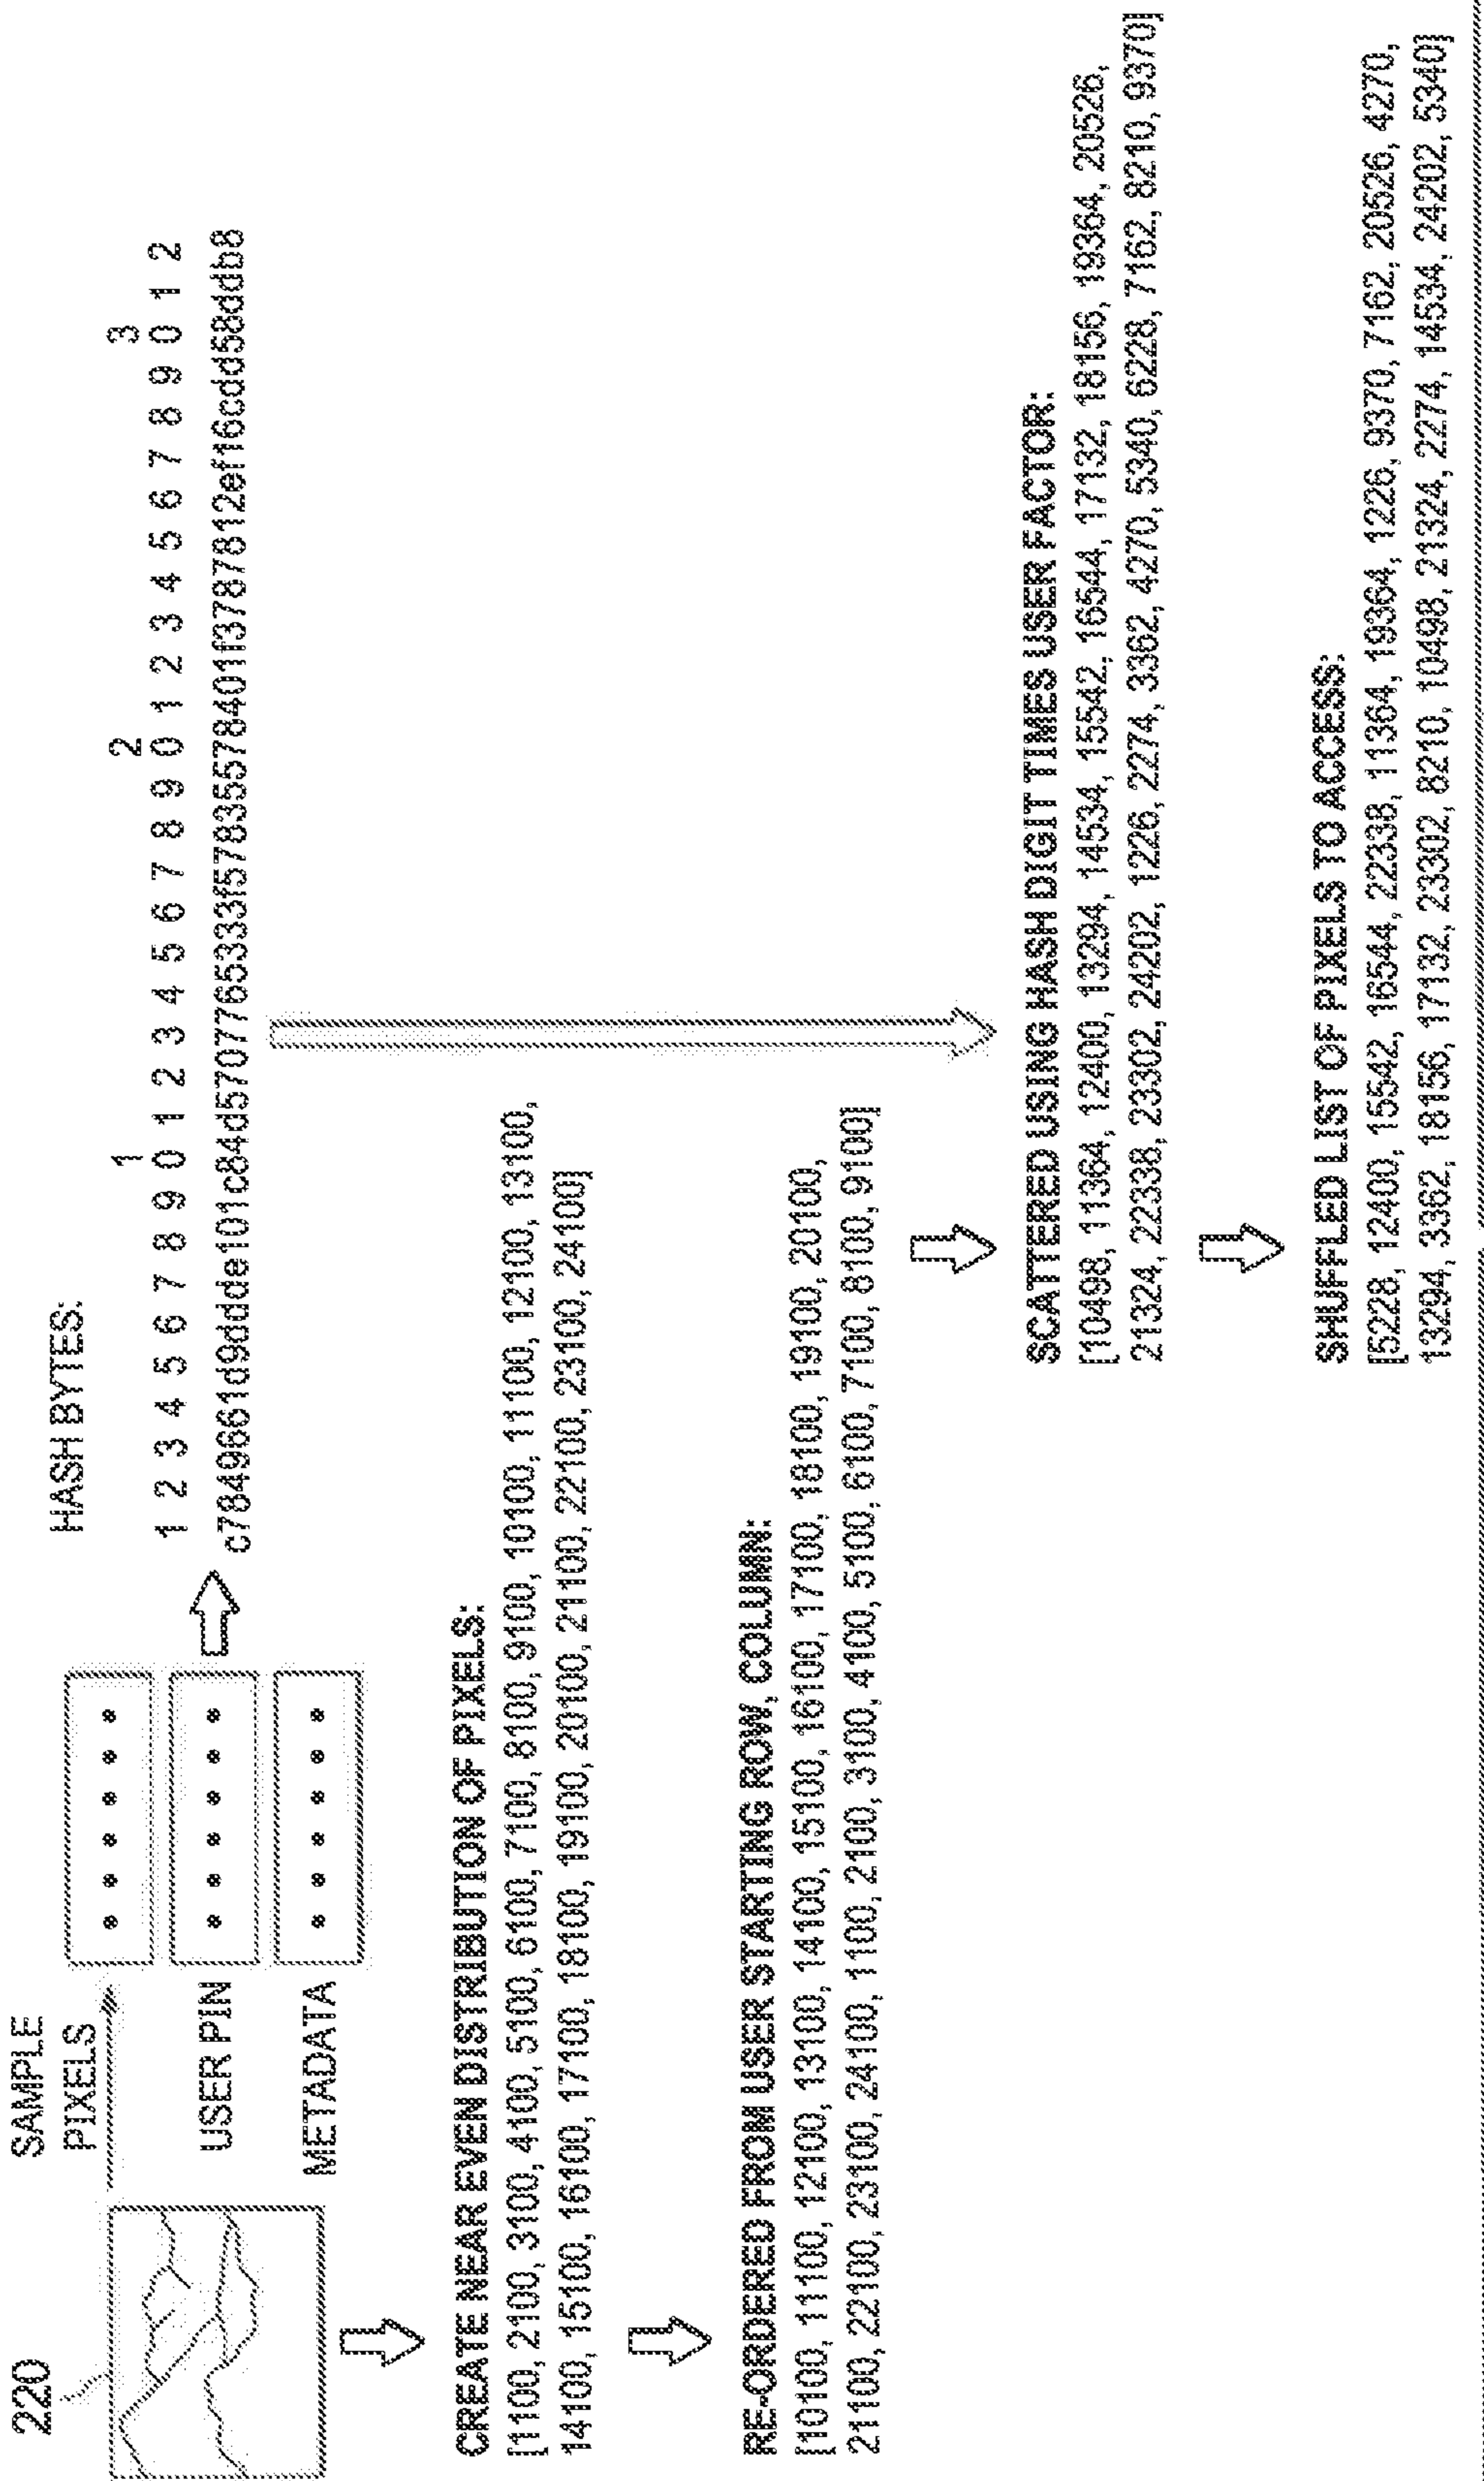 220
SAMPLE
PIXELS
USER PIN
METADATA
HASH BYTES:
1 2 3
1 2 3 4 5 6 7 8 9 0 1 2 3 4 5 6 7 8 9 0 1 2 3 4 5 6 7 8 9 0 1 2
c7849661d9ddde101c84d5707765333f57835578401f3787812ef16cdd58ddb8
CREATE NEAR EVEN DISTRIBUTION OF PIXELS:
[1100, 2100, 3100, 4100, 5100, 6100, 7100, 8100, 9100, 10100, 11100, 12100, 13100,
14100, 15100, 16100, 17100, 18100, 19100, 20100, 21100, 22100, 23100, 24100]
RE-ORDERED FROM USER STARTING ROW, COLUMN:
[10100, 11100, 12100, 13100, 14100, 15100, 16100, 17100, 18100, 19100, 20100,
21100, 22100, 23100, 24100, 1100, 2100, 3100, 4100, 5100, 6100, 7100, 8100, 9100]
SCATTERED USING HASH DIGIT TIMES USER FACTOR:
[10498, 11364, 12400, 13294, 14534, 15542, 16544, 17132, 18156, 19364, 20526,
21324, 22338, 23302, 24202, 1226, 2274, 3362, 4270, 5340, 6228, 7162, 8210, 9370]
SHUFFLED LIST OF PIXELS TO ACCESS:
[5228, 12400, 15542, 16544, 22338, 11364, 19364, 1226, 9370, 7162, 20526, 4270,
13294, 3362, 18156, 17132, 23302, 8210, 10498, 21324, 2274, 14534, 24202, 5340]